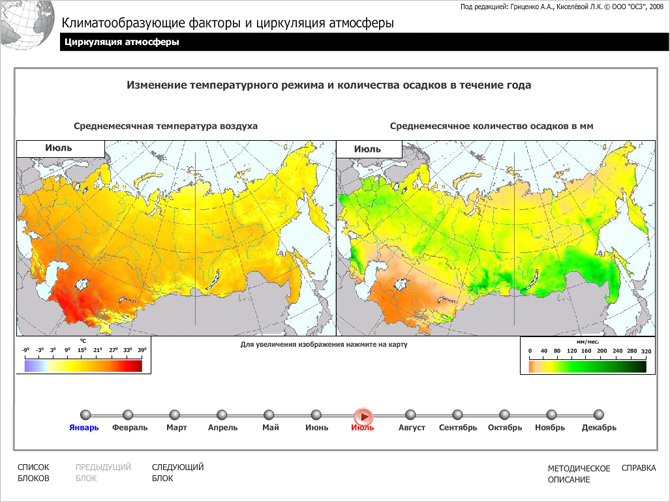 Под редакцией: Гриценко А.А., Киселёвой Л.К. © ООО "ОСЗ", 2008
Климатообразующие факторы и циркуляция атмосферы
Циркуляция атмосферы
Изменение температурного режима и количества осадков в течение года
Среднемесячная температура воздуха
Среднемесячное количество осадков в мм
Июль
Июль
°C
-9° -3° 3° 9° 15° 21° 27° 33° 39°
Для увеличения изображения нажмите на карту
мм/мес.
0 40 80 120 160 200 240 280 320
Январь Февраль Март Апрель Май Июнь Июль Август Сентябрь Октябрь Ноябрь Декабрь
СПИСОК БЛОКОВ
ПРЕДЫДУЩИЙ БЛОК
СЛЕДУЮЩИЙ БЛОК
МЕТОДИЧЕСКОЕ ОПИСАНИЕ
СПРАВКА